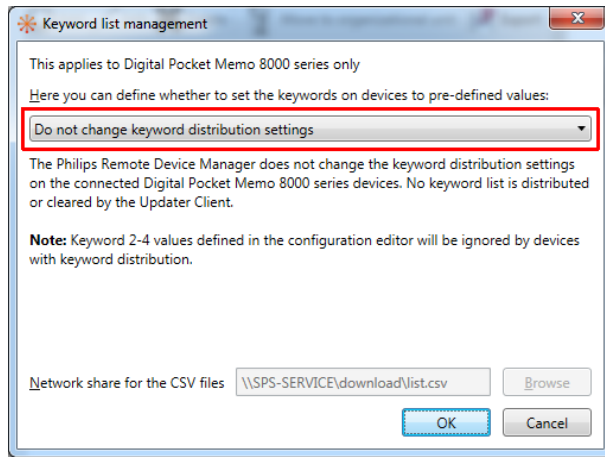 Keyword list management
This applies to Digital Pocket Memo 8000 series only
Here you can define whether to set the keywords on devices to pre-defined values:
Do not change keyword distribution settings
The Philips Remote Device Manager does not change the keyword distribution settings
on the connected Digital Pocket Memo 8000 series devices. No keyword list is distributed
or cleared by the Updater Client.
Note: Keyword 2-4 values defined in the configuration editor will be ignored by devices
with keyword distribution.
Network share for the CSV files \\SPS-SERVICE\download\list.csv Browse
OK Cancel